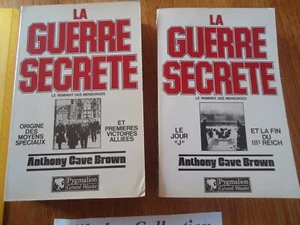 LA
GUERRE
SECRETE
LE REMPART DES MENSONGES
ORIGINE
DES
MOYENS
SPECIAUX
ET
PREMIERES
VICTOIRES
ALLIEES
Anthony Cave Brown
Pygmalion
Gérard Watelet
LA
GUERRE
SECRETE
LE REMPART DES MENSONGES
LE
JOUR
"J"
ET LA FIN
DU
IIIe REICH
Anthony Cave Brown
Pygmalion
Gérard Watelet